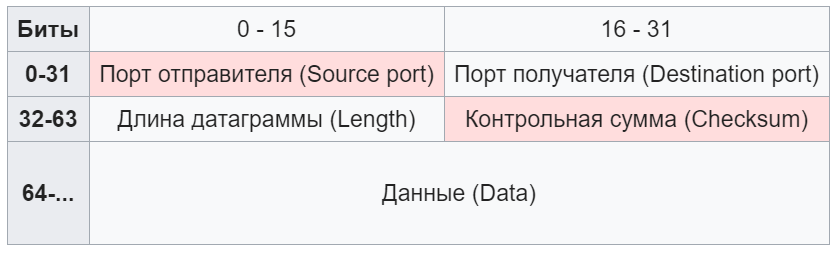 Биты 0 - 15 16 - 31
0-31 Порт отправителя (Source port) Порт получателя (Destination port)
32-63 Длина датаграммы (Length) Контрольная сумма (Checksum)
64-... Данные (Data)